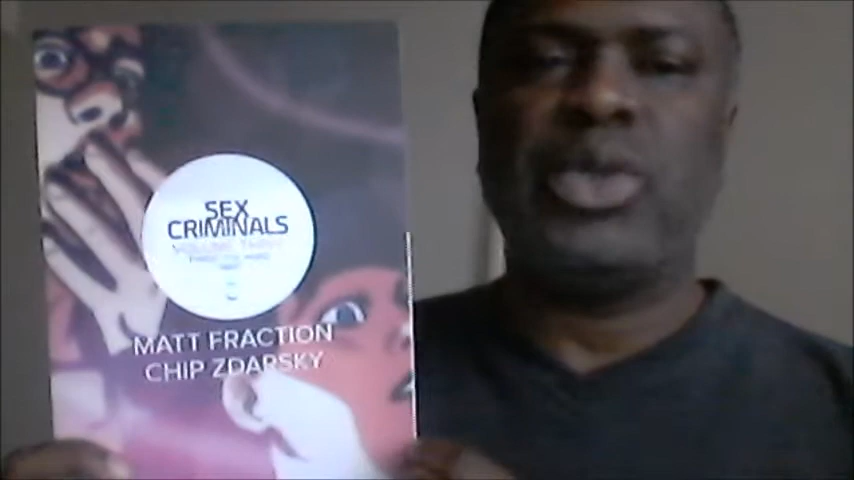 SEX
CRIMINALS
VOLUME THREE
MATT FRACTION
CHIP ZDARSKY